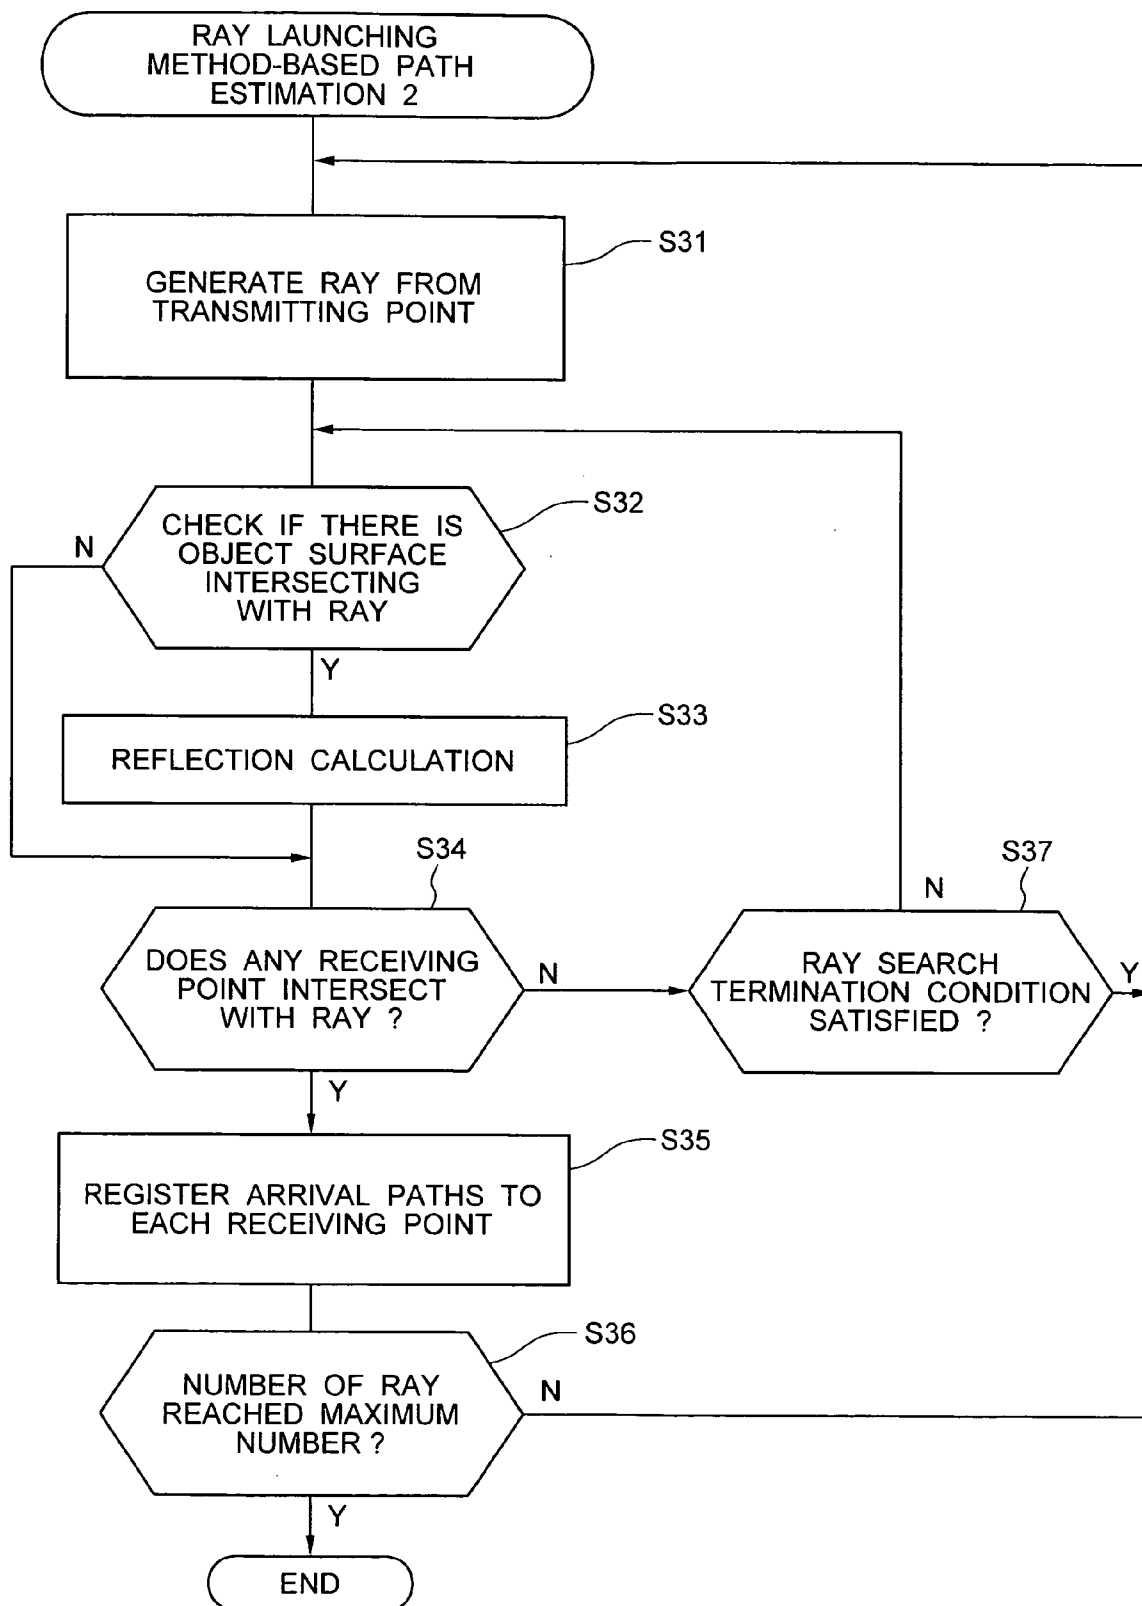 RAY LAUNCHING
METHOD-BASED PATH
ESTIMATION 2
S31
GENERATE RAY FROM
TRANSMITTING POINT
S32
CHECK IF THERE IS
OBJECT SURFACE
INTERSECTING
WITH RAY
N
Y
S33
REFLECTION CALCULATION
S34
DOES ANY RECEIVING
POINT INTERSECT
WITH RAY ?
N
Y
S37
N
RAY SEARCH
TERMINATION CONDITION
SATISFIED ?
Y
S35
REGISTER ARRIVAL PATHS TO
EACH RECEIVING POINT
S36
NUMBER OF RAY
REACHED MAXIMUM
NUMBER ?
N
Y
END